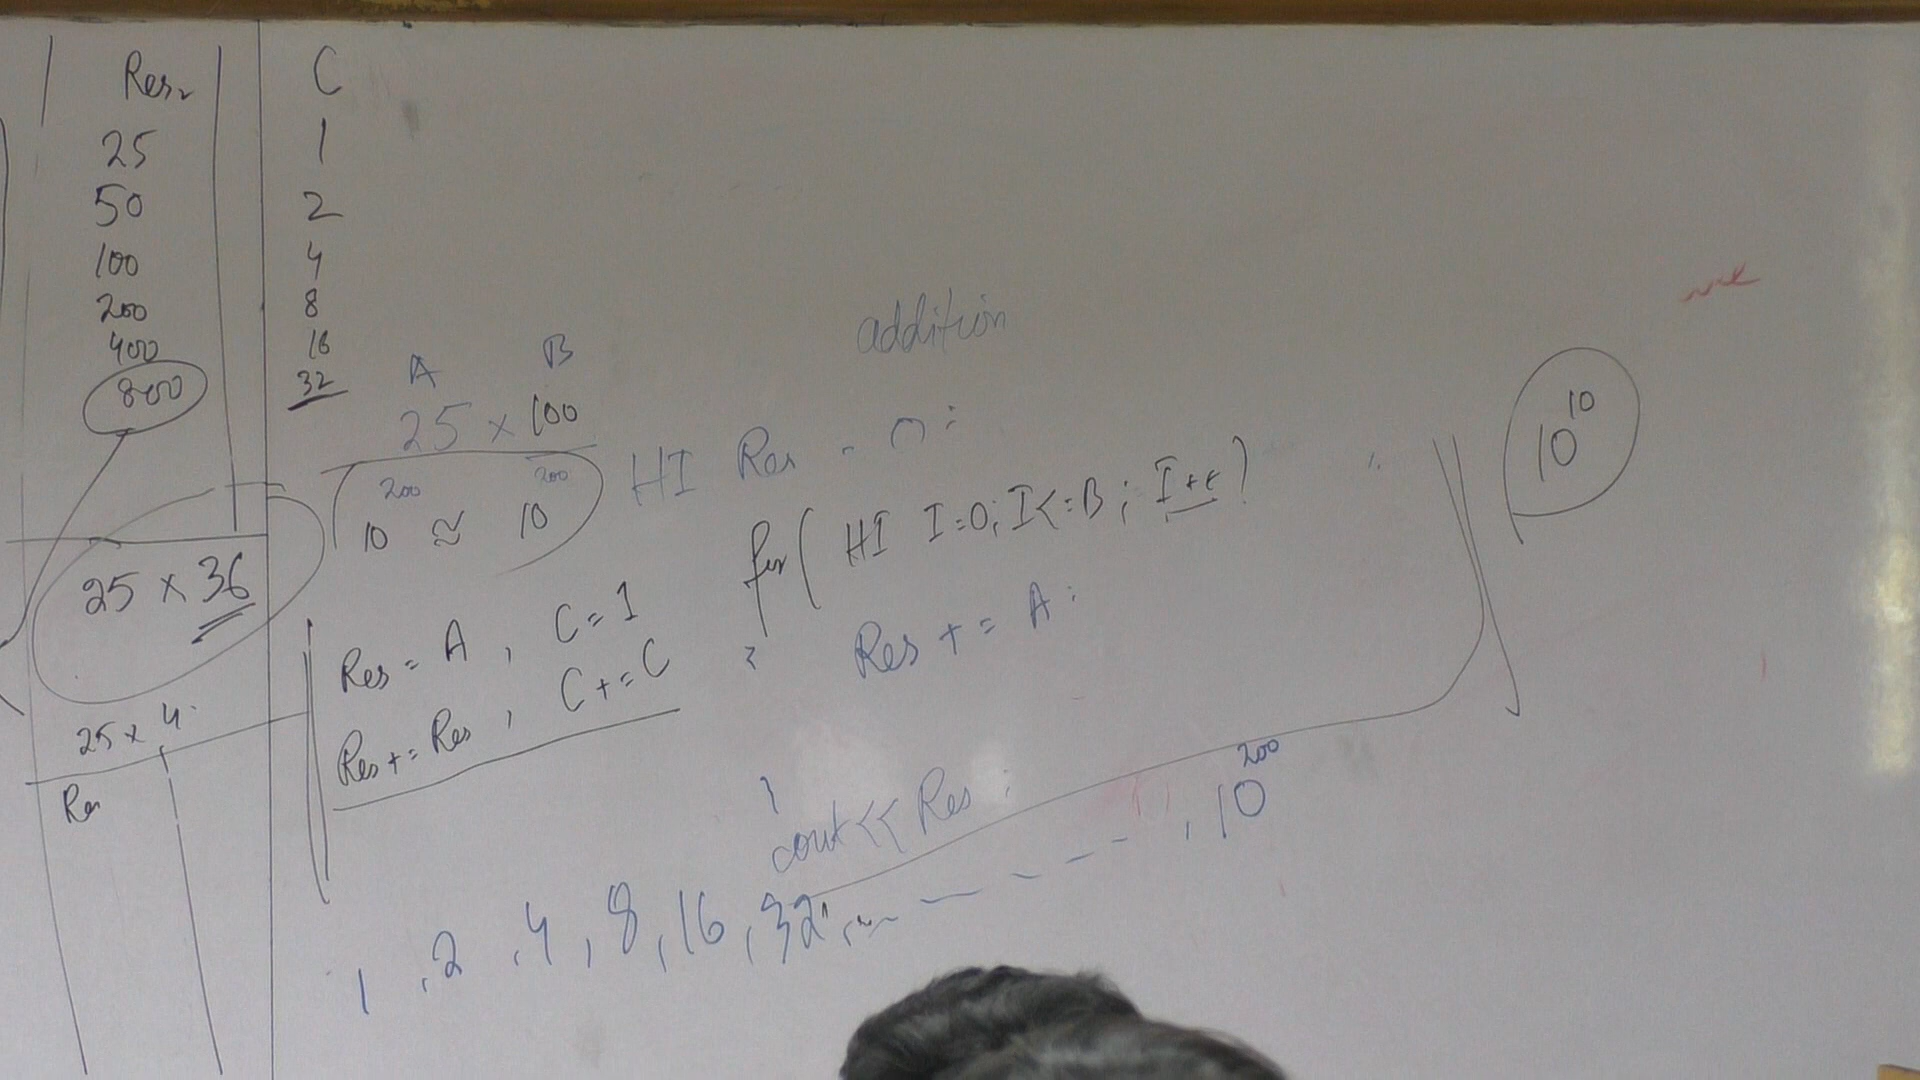 Res C
25 1
50 2
100 4
200 8
400 16
800 32
25 × 36
25 × 4
Res
A B
25 × 100
10^200 ≅ 10^200
Res = A, C = 1
Res += Res, C += C
addition
HI Res = 0;
for( HI I=0; I<=B; I++)
{ Res += A;
}
cout << Res;
1, 2, 4, 8, 16, 32, - - - - , 10^200
10^10